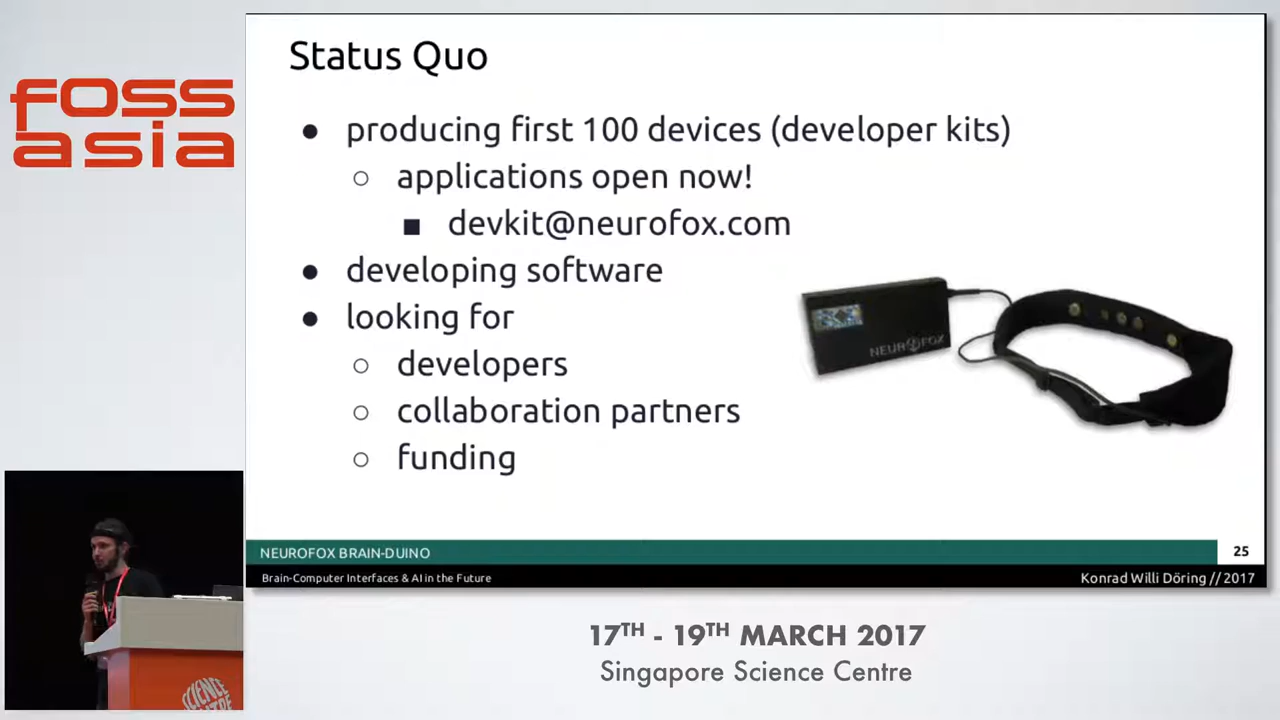 foss
asia
Status Quo
● producing first 100 devices (developer kits)
○ applications open now!
■ devkit@neurofox.com
● developing software
● looking for
○ developers
○ collaboration partners
○ funding
NEUROFOX
NEUROFOX BRAIN-DUINO
25
Brain-Computer Interfaces & AI in the Future
Konrad Willi Döring // 2017
SCIENCE
CENTRE
17TH - 19TH MARCH 2017
Singapore Science Centre